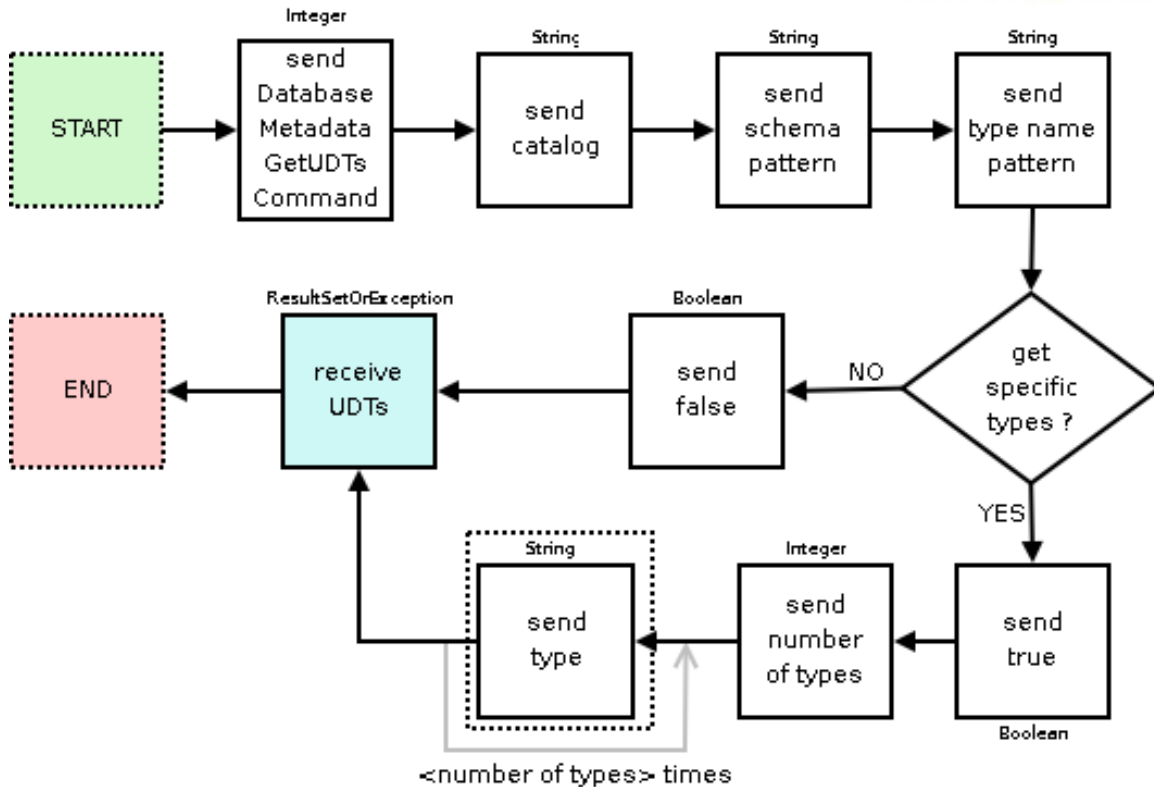 Integer
String
String
String
START
send
Database
Metadata
GetUDTs
Command
send
catalog
send
schema
pattern
send
type name
pattern
ResultSetOrException
Boolean
END
receive
UDTs
send
false
NO
get
specific
types ?
YES
String
Integer
send
type
send
number
of types
send
true
Boolean
<number of types> times